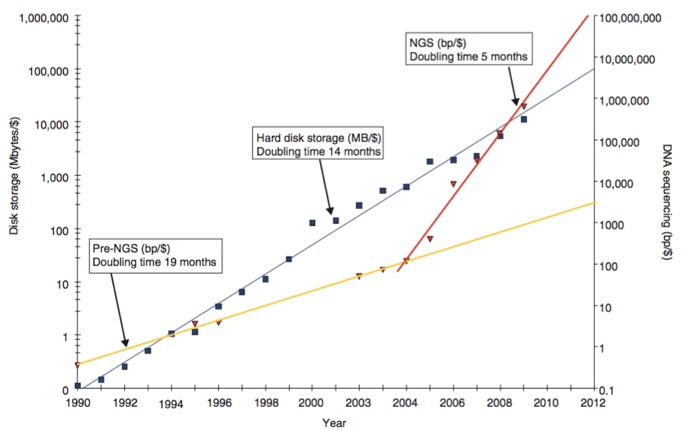 1,000,000
100,000
10,000
1,000
100
10
1
0
Disk storage (Mbytes/$)
NGS (bp/$)
Doubling time 5 months
Hard disk storage (MB/$)
Doubling time 14 months
Pre-NGS (bp/$)
Doubling time 19 months
100,000,000
10,000,000
1,000,000
100,000
10,000
1000
100
10
1
0.1
DNA sequencing (bp/$)
1990 1992 1994 1996 1998 2000 2002 2004 2006 2008 2010 2012
Year